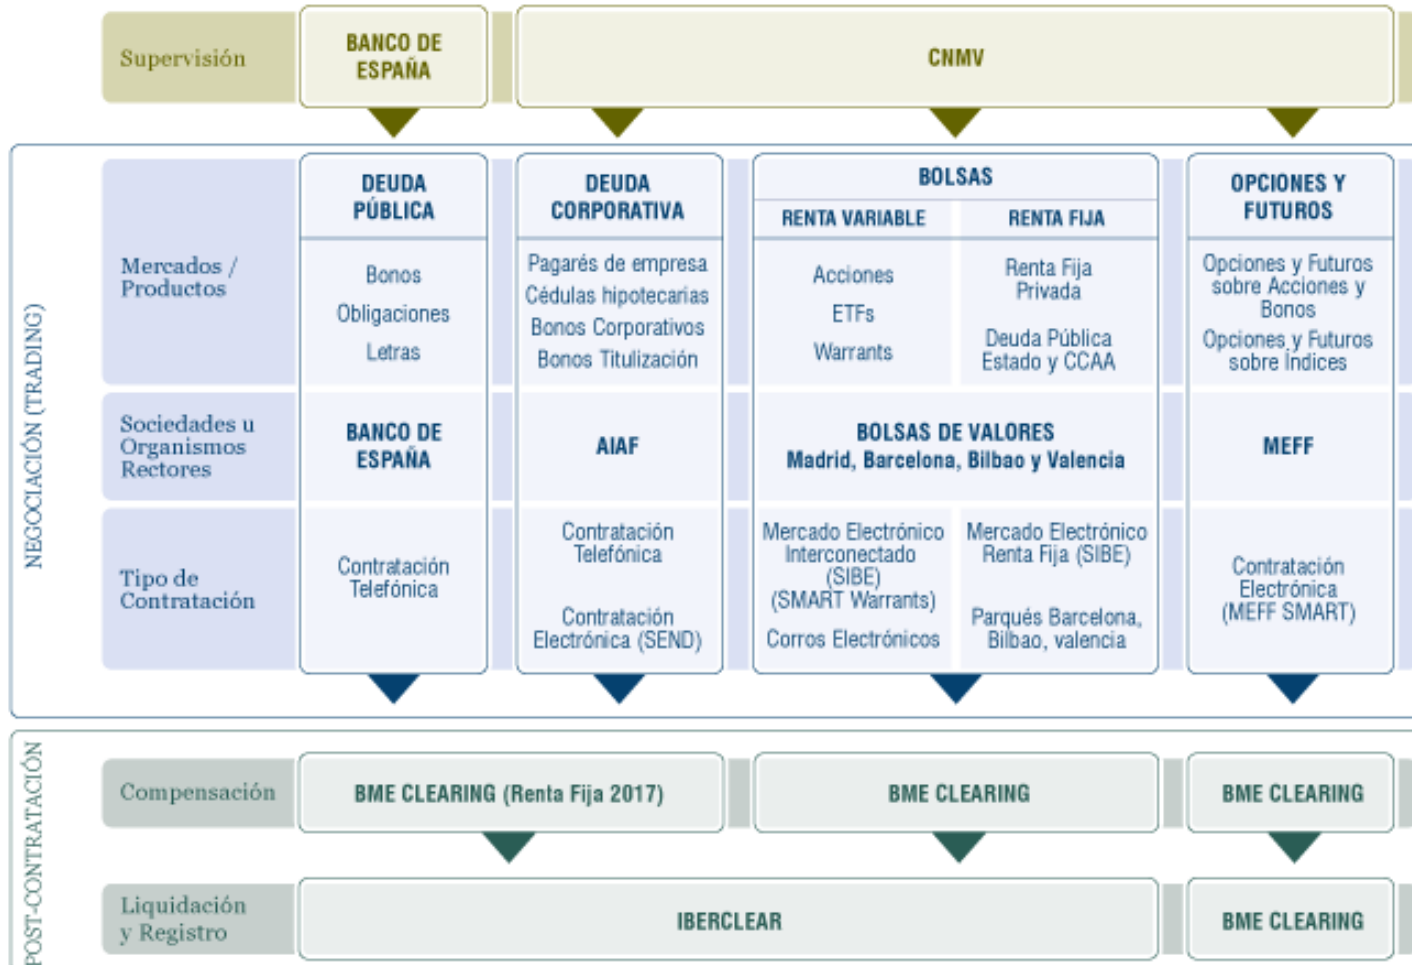 Supervisión
BANCO DE
ESPAÑA
CNMV
NEGOCIACIÓN (TRADING)
Mercados /
Productos
DEUDA
PÚBLICA
Bonos
Obligaciones
Letras
DEUDA
CORPORATIVA
Pagarés de empresa
Cédulas hipotecarias
Bonos Corporativos
Bonos Titulización
BOLSAS
RENTA VARIABLE
Acciones
ETFs
Warrants
RENTA FIJA
Renta Fija
Privada
Deuda Pública
Estado y CCAA
OPCIONES Y
FUTUROS
Opciones y Futuros
sobre Acciones y
Bonos
Opciones y Futuros
sobre Índices
Sociedades u
Organismos
Rectores
BANCO DE
ESPAÑA
AIAF
BOLSAS DE VALORES
Madrid, Barcelona, Bilbao y Valencia
MEFF
Tipo de
Contratación
Contratación
Telefónica
Contratación
Telefónica
Contratación
Electrónica (SEND)
Mercado Electrónico
Interconectado
(SIBE)
(SMART Warrants)
Corros Electrónicos
Mercado Electrónico
Renta Fija (SIBE)
Parqués Barcelona,
Bilbao, valencia
Contratación
Electrónica
(MEFF SMART)
POST-CONTRATACIÓN
Compensación
BME CLEARING (Renta Fija 2017)
BME CLEARING
BME CLEARING
Liquidación
y Registro
IBERCLEAR
BME CLEARING